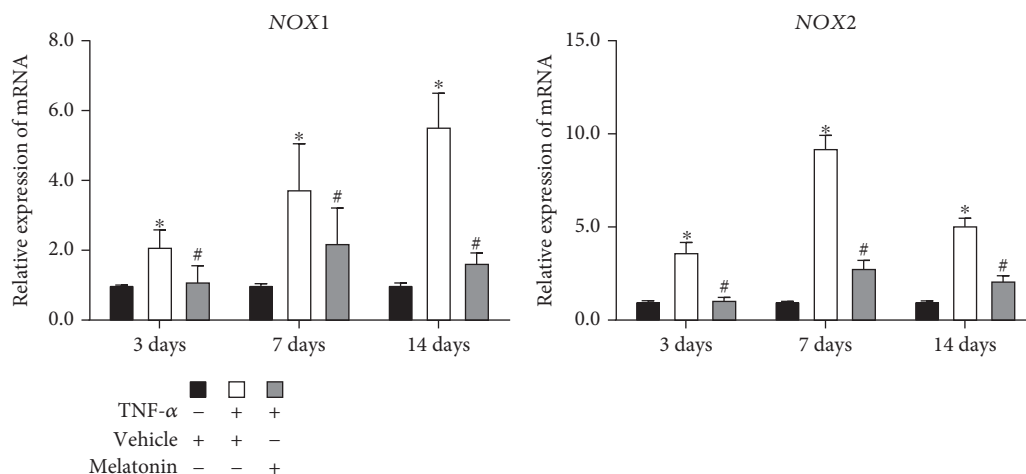 NOX1
Relative expression of mRNA
8.0
6.0
4.0
2.0
0.0
*
#
*
#
*
#
3 days
7 days
14 days
NOX2
Relative expression of mRNA
15.0
10.0
5.0
0.0
*
#
*
#
*
#
3 days
7 days
14 days
TNF-α – + +
Vehicle + + –
Melatonin – – +